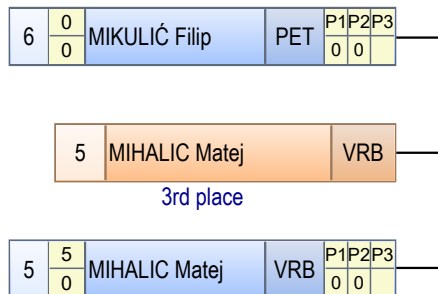 6 0 MIKULIĆ Filip PET P1 P2 P3
0 0 0
5 MIHALIC Matej VRB
3rd place
5 5 MIHALIC Matej VRB P1 P2 P3
0 0 0